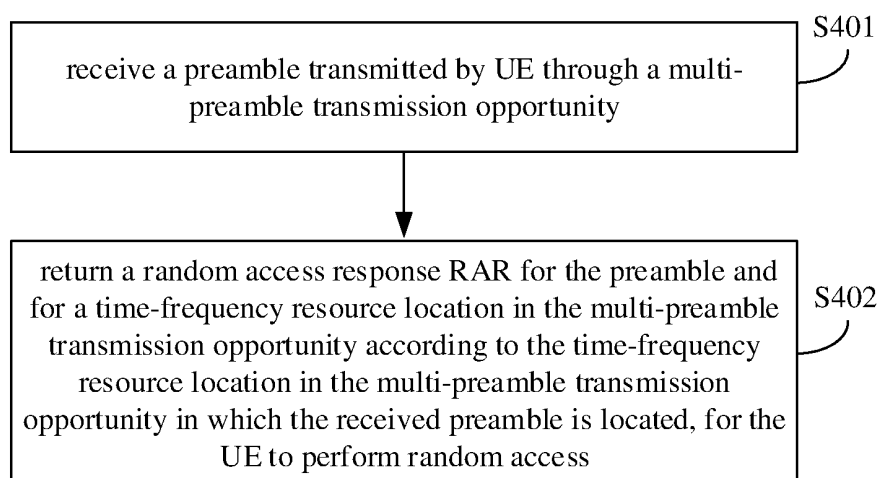 S401
receive a preamble transmitted by UE through a multi-
preamble transmission opportunity
S402
return a random access response RAR for the preamble and
for a time-frequency resource location in the multi-preamble
transmission opportunity according to the time-frequency
resource location in the multi-preamble transmission
opportunity in which the received preamble is located, for the
UE to perform random access